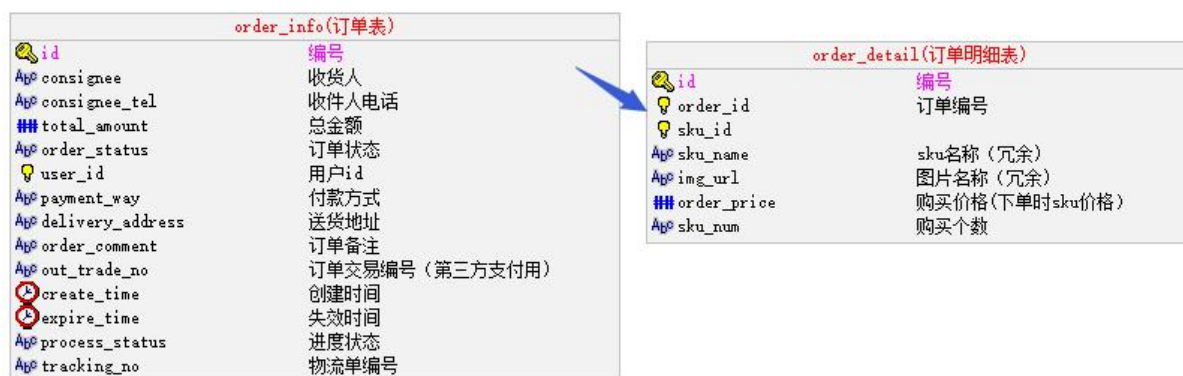 order_info(订单表)
id 编号
consignee 收货人
consignee_tel 收件人电话
total_amount 总金额
order_status 订单状态
user_id 用户id
payment_way 付款方式
delivery_address 送货地址
order_comment 订单备注
out_trade_no 订单交易编号（第三方支付用）
create_time 创建时间
expire_time 失效时间
process_status 进度状态
tracking_no 物流单编号
order_detail(订单明细表)
id 编号
order_id 订单编号
sku_id
sku_name sku名称（冗余）
img_url 图片名称（冗余）
order_price 购买价格(下单时sku价格）
sku_num 购买个数